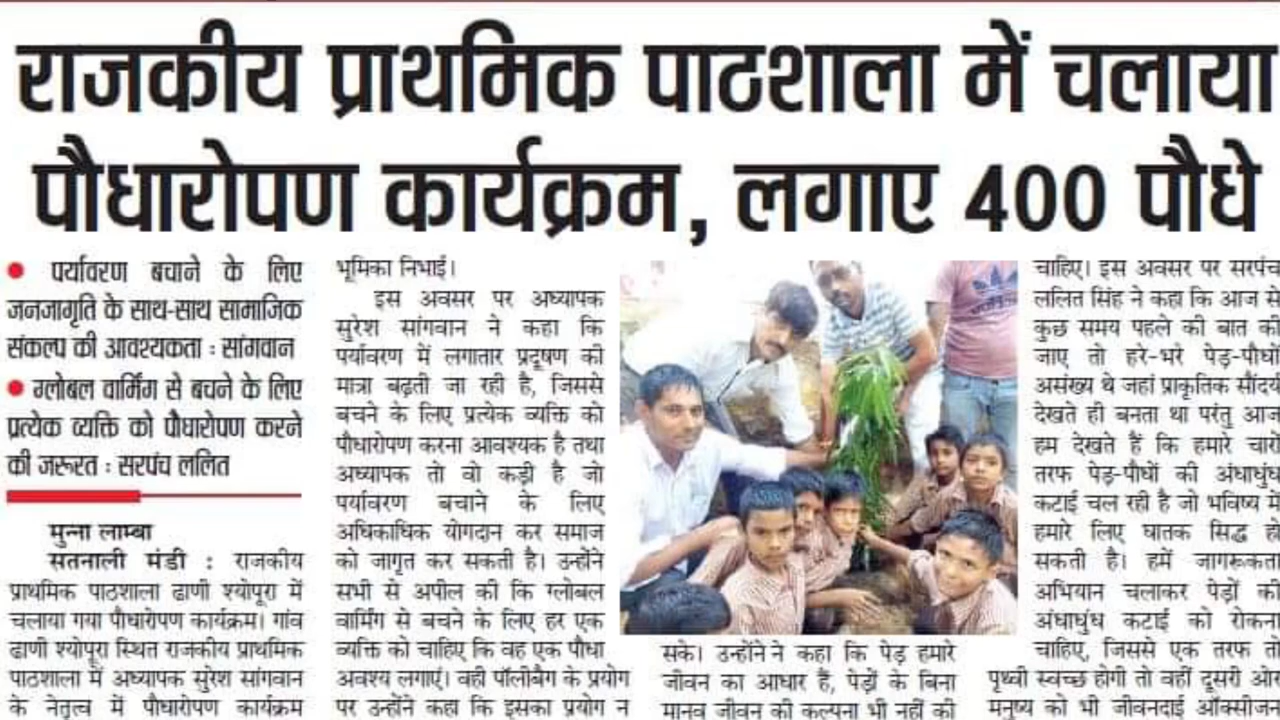 राजकीय प्राथमिक पाठशाला में चलाया
पौधारोपण कार्यक्रम, लगाए 400 पौधे
● पर्यावरण बचाने के लिए
जनजागृति के साथ-साथ सामाजिक
संकल्प की आवश्यकता : सांगवान
● ग्लोबल वार्मिंग से बचने के लिए
प्रत्येक व्यक्ति को पौधारोपण करने
की जरूरत : सरपंच ललित
मुन्ना लाम्बा
सतनाली मंडी : राजकीय
प्राथमिक पाठशाला ढाणी श्योपूरा में
चलाया गया पौधारोपण कार्यक्रम। गांव
ढाणी श्योपूरा स्थित राजकीय प्राथमिक
पाठशाला में अध्यापक सुरेश सांगवान
के नेतृत्व में पौधारोपण कार्यक्रम
भूमिका निभाई।
इस अवसर पर अध्यापक
सुरेश सांगवान ने कहा कि
पर्यावरण में लगातार प्रदूषण की
मात्रा बढ़ती जा रही है, जिससे
बचने के लिए प्रत्येक व्यक्ति को
पौधारोपण करना आवश्यक है तथा
अध्यापक तो वो कड़ी है जो
पर्यावरण बचाने के लिए
अधिकाधिक योगदान कर समाज
को जागृत कर सकती है। उन्होंने
सभी से अपील की कि ग्लोबल
वार्मिंग से बचने के लिए हर एक
व्यक्ति को चाहिए कि वह एक पौधा
अवश्य लगाएं। वही पॉलीबैग के प्रयोग
पर उन्होंने कहा कि इसका प्रयोग न
सके। उन्होंने ने कहा कि पेड़ हमारे
जीवन का आधार है, पेड़ों के बिना
मानव जीवन की कल्पना भी नहीं की
चाहिए। इस अवसर पर सरपंच
ललित सिंह ने कहा कि आज से
कुछ समय पहले की बात की
जाए तो हरे-भरे पेड़-पौधों
असंख्य थे जहां प्राकृतिक सौंदर्य
देखते ही बनता था परंतु आज
हम देखते हैं कि हमारे चारों
तरफ पेड़-पौधों की अंधाधुंध
कटाई चल रही है जो भविष्य में
हमारे लिए घातक सिद्ध हो
सकती है। हमें जागरूकता
अभियान चलाकर पेड़ों की
अंधाधुंध कटाई को रोकना
चाहिए, जिससे एक तरफ तो
पृथ्वी स्वच्छ होगी तो वहीं दूसरी ओर
मनुष्य को भी जीवनदाई ऑक्सीजन